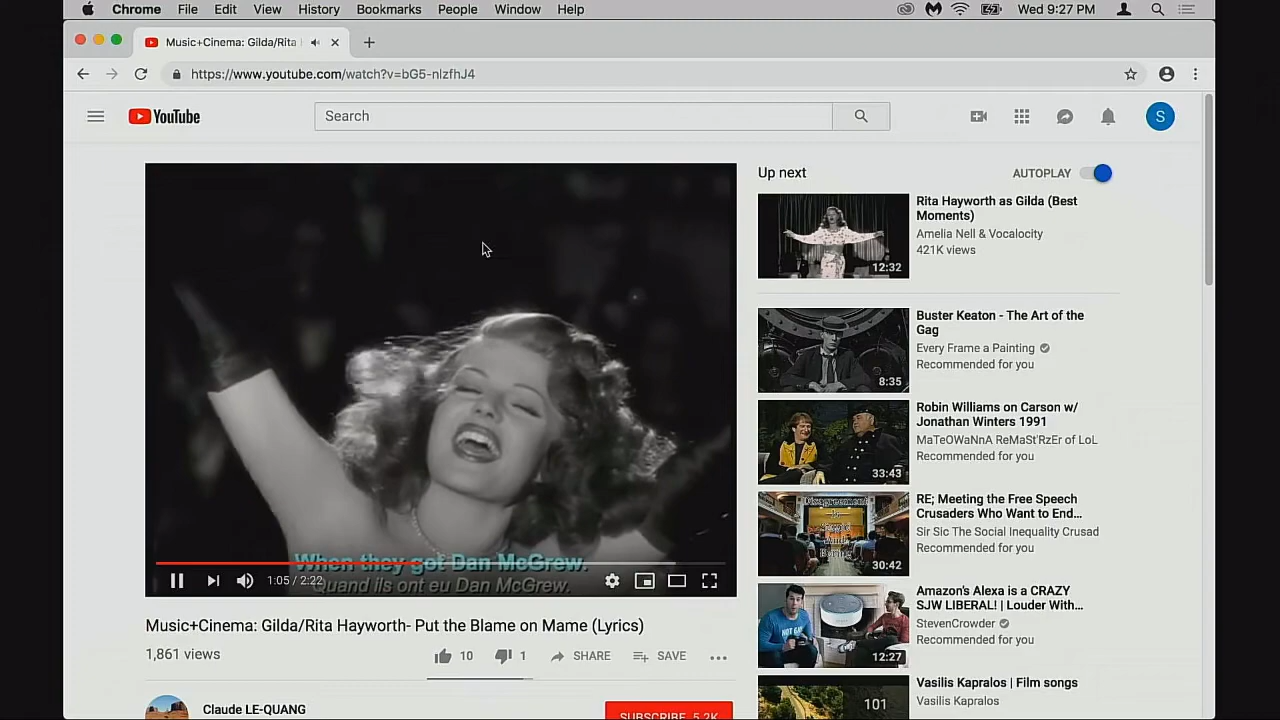 Chrome File Edit View History Bookmarks People Window Help Wed 9:27 PM
Music+Cinema: Gilda/Rita
https://www.youtube.com/watch?v=bG5-nlzfhJ4
YouTube
Search
S
When they got Dan McGrew.
Quand ils ont eu Dan McGrew.
1:05 / 2:22
Music+Cinema: Gilda/Rita Hayworth- Put the Blame on Mame (Lyrics)
1,861 views
10 1 SHARE SAVE
Claude LE-QUANG
SUBSCRIBE 5.2K
Up next AUTOPLAY
12:32
Rita Hayworth as Gilda (Best
Moments)
Amelia Nell & Vocalocity
421K views
8:35
Buster Keaton - The Art of the
Gag
Every Frame a Painting
Recommended for you
33:43
Robin Williams on Carson w/
Jonathan Winters 1991
MaTeOWaNnA ReMaSt'RzEr of LoL
Recommended for you
Disagreement
30:42
RE; Meeting the Free Speech
Crusaders Who Want to End...
Sir Sic The Social Inequality Crusad
Recommended for you
NOT GAY
12:27
Amazon's Alexa is a CRAZY
SJW LIBERAL! | Louder With...
StevenCrowder
Recommended for you
101
Vasilis Kapralos | Film songs
Vasilis Kapralos